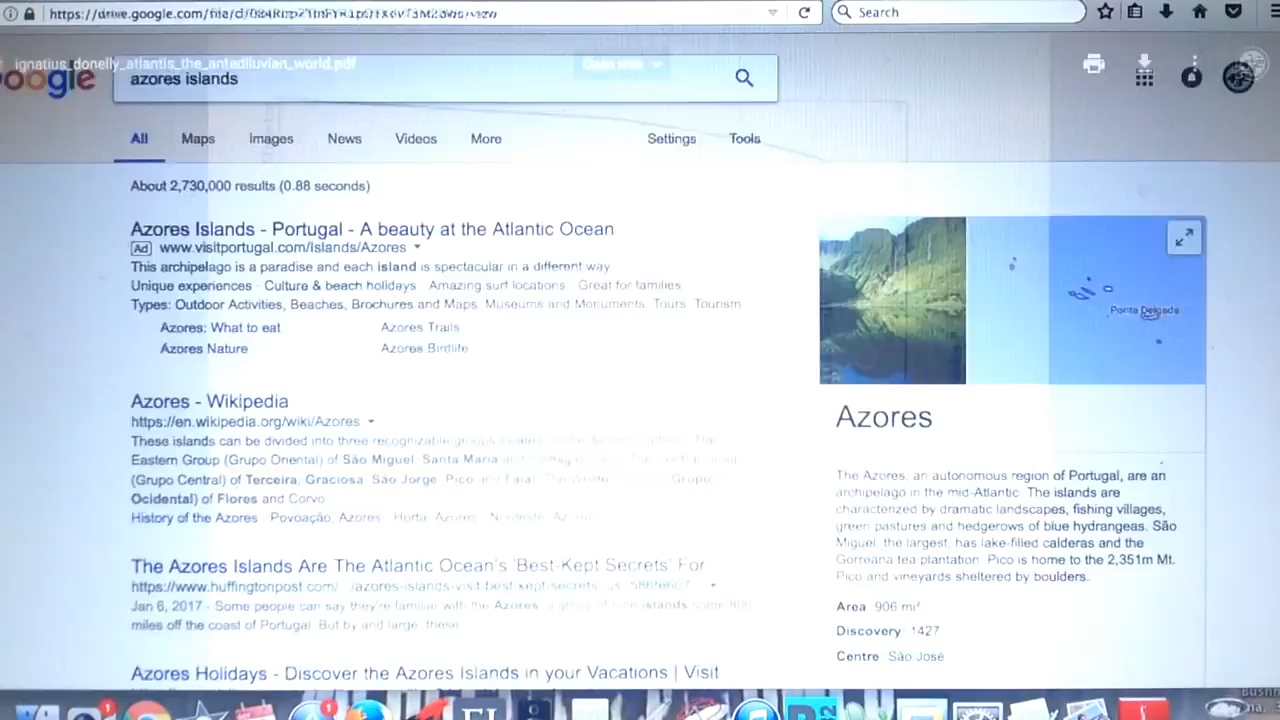 Search
ignatius_donelly_atlantis_the_antediluvian_world.pdf
azores islands
All Maps Images News Videos More Settings Tools
About 2,730,000 results (0.88 seconds)
Azores Islands - Portugal - A beauty at the Atlantic Ocean
Ad www.visitportugal.com/Islands/Azores
This archipelago is a paradise and each island is spectacular in a different way
Unique experiences · Culture & beach holidays · Amazing surf locations · Great for families
Types: Outdoor Activities, Beaches, Brochures and Maps, Museums and Monuments, Tours, Tourism
Azores: What to eat
Azores Trails
Azores Nature
Azores Birdlife
Azores - Wikipedia
https://en.wikipedia.org/wiki/Azores
These islands can be divided into three recognizable groups
Eastern Group (Grupo Oriental) of São Miguel, Santa Maria
(Grupo Central) of Terceira, Graciosa, São Jorge, Pico and Faial. Grupo
Ocidental) of Flores and Corvo
History of the Azores · Povoação, Azores · Horta, Azores
The Azores Islands Are The Atlantic Ocean's 'Best-Kept Secrets' For
Jan 6, 2017 - Some people can say they're familiar with the Azores, a group of nine islands some
miles off the coast of Portugal. But by and large, these
Azores Holidays - Discover the Azores Islands in your Vacations | Visit
Ponta Delgada
Azores
The Azores, an autonomous region of Portugal, are an
archipelago in the mid-Atlantic. The islands are
characterized by dramatic landscapes, fishing villages,
green pastures and hedgerows of blue hydrangeas. São
Miguel, the largest, has lake-filled calderas and the
Gorreana tea plantation. Pico is home to the 2,351m Mt.
Pico and vineyards sheltered by boulders.
Area: 906 mi²
Discovery: 1427
Centre: São José